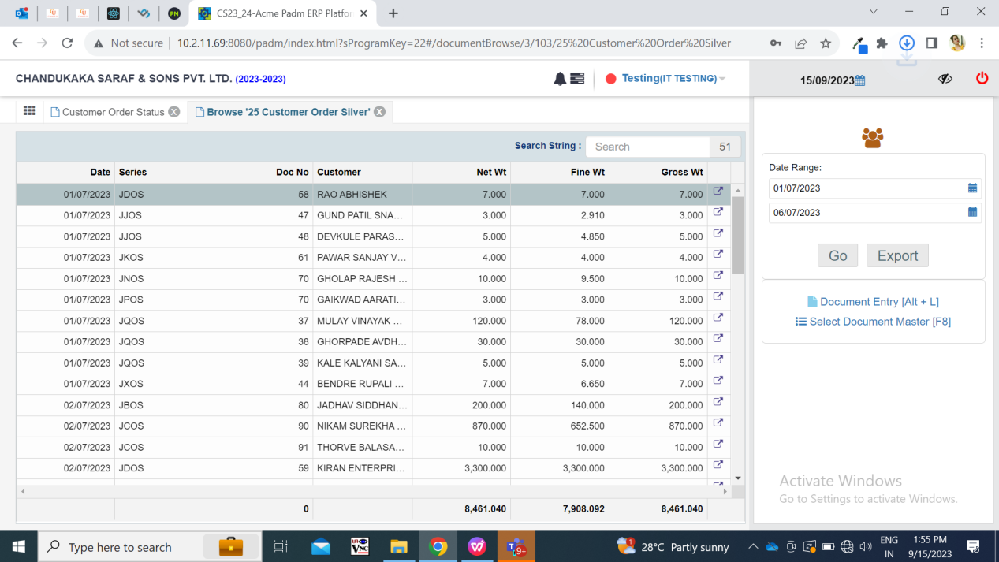 CS23_24-Acme Padm ERP Platfor
Not secure | 10.2.11.69:8080/padm/index.html?sProgramKey=22#/documentBrowse/3/103/25%20Customer%20Order%20Silver
CHANDUKAKA SARAF & SONS PVT. LTD. (2023-2023)
Testing(IT TESTING)
15/09/2023
Customer Order Status
Browse '25 Customer Order Silver'
Search String : Search 51
Date Series Doc No Customer Net Wt Fine Wt Gross Wt
01/07/2023 JDOS 58 RAO ABHISHEK 7.000 7.000 7.000
01/07/2023 JJOS 47 GUND PATIL SNA... 3.000 2.910 3.000
01/07/2023 JJOS 48 DEVKULE PARAS... 5.000 4.850 5.000
01/07/2023 JKOS 61 PAWAR SANJAY V... 4.000 4.000 4.000
01/07/2023 JNOS 70 GHOLAP RAJESH ... 10.000 9.500 10.000
01/07/2023 JPOS 70 GAIKWAD AARATI... 3.000 3.000 3.000
01/07/2023 JQOS 37 MULAY VINAYAK ... 120.000 78.000 120.000
01/07/2023 JQOS 38 GHORPADE AVDH... 30.000 30.000 30.000
01/07/2023 JQOS 39 KALE KALYANI SA... 5.000 5.000 5.000
01/07/2023 JXOS 44 BENDRE RUPALI ... 7.000 6.650 7.000
02/07/2023 JBOS 80 JADHAV SIDDHAN... 200.000 140.000 200.000
02/07/2023 JCOS 90 NIKAM SUREKHA ... 870.000 652.500 870.000
02/07/2023 JCOS 91 THORVE BALASA... 10.000 10.000 10.000
02/07/2023 JDOS 59 KIRAN ENTERPRI... 3,300.000 3,300.000 3,300.000
0 8,461.040 7,908.092 8,461.040
Date Range:
01/07/2023
06/07/2023
Go Export
Document Entry [Alt + L]
Select Document Master [F8]
Activate Windows
Go to Settings to activate Windows.
Type here to search
28°C Partly sunny
ENG
IN
1:55 PM
9/15/2023
PM
VNC
9+
1